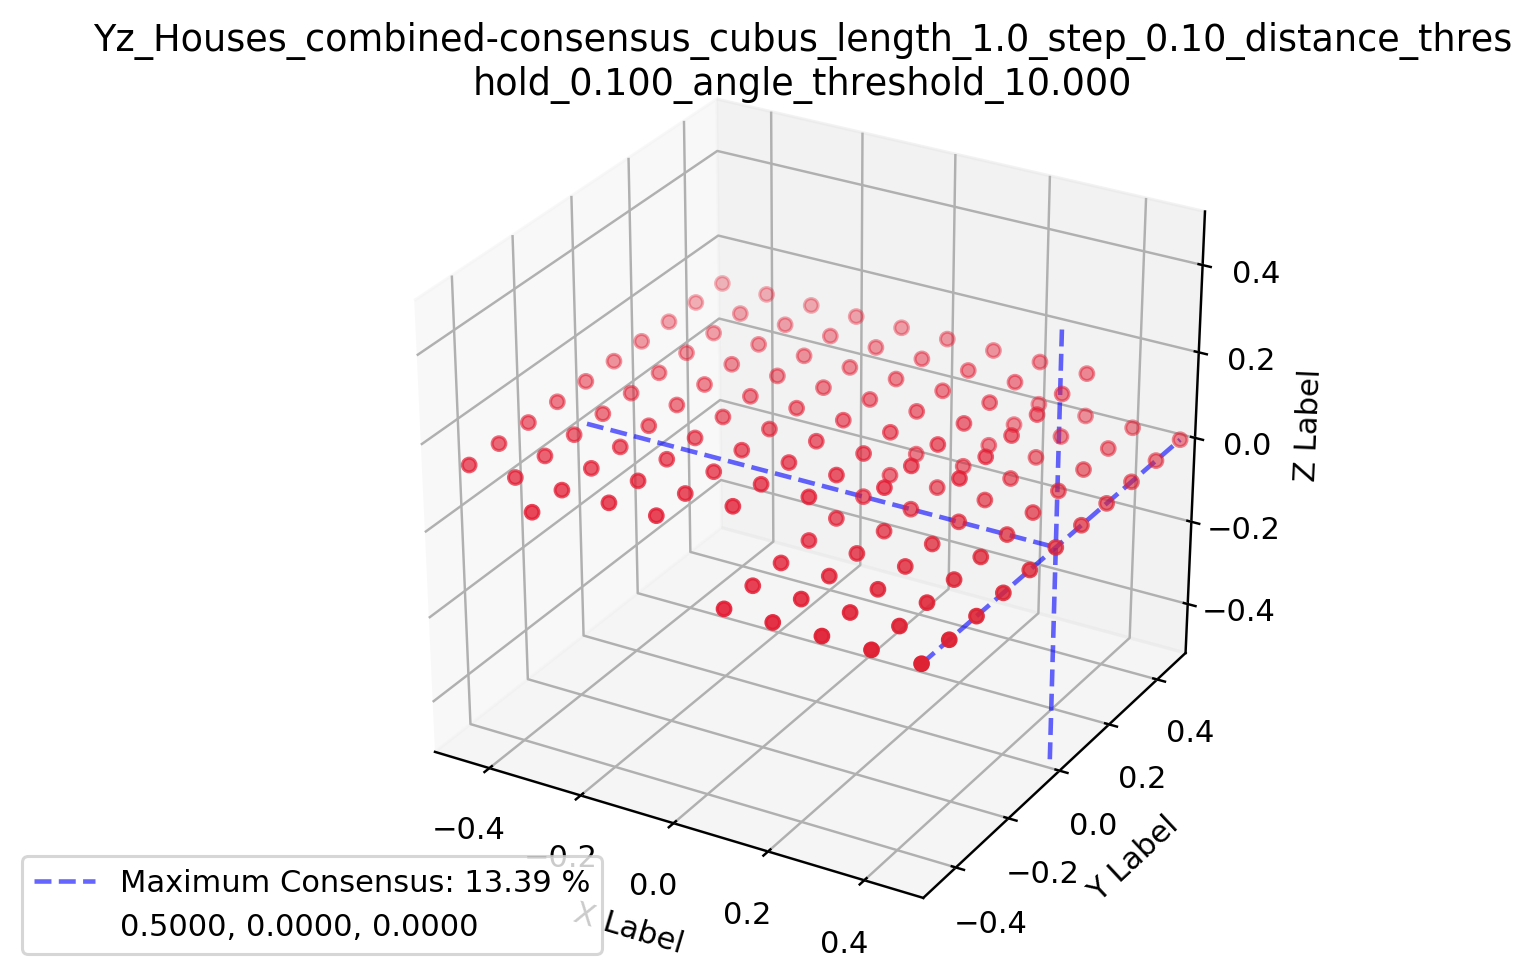 Yz_Houses_combined-consensus_cubus_length_1.0_step_0.10_distance_thres
hold_0.100_angle_threshold_10.000
0.4
0.2
0.0
−0.2
−0.4
Z Label
0.4
0.2
0.0
−0.2
−0.4
Y Label
−0.4
−0.2
0.0
0.2
0.4
X Label
Maximum Consensus: 13.39 %
0.5000, 0.0000, 0.0000